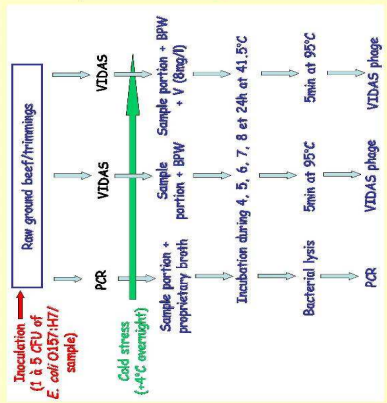 Inoculation
(1 à 5 CFU of
E. coli O157:H7/
sample)
Raw ground beef/trimmings
PCR
VIDAS
VIDAS
Cold stress
(+4°C overnight)
Sample portion +
proprietary broth
Sample
portion + BPW
Sample portion + BPW
+ V (8mg/l)
Incubation during 4, 5, 6, 7, 8 et 24h at 41.5°C
Bacterial lysis
5min at 95°C
5min at 95°C
PCR
VIDAS phage
VIDAS phage